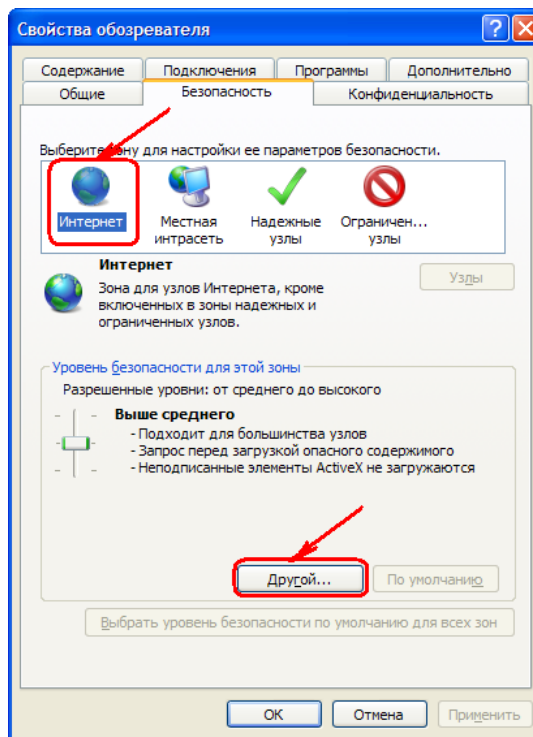 Свойства обозревателя
Содержание Подключения Программы Дополнительно
Общие Безопасность Конфиденциальность
Выберите зону для настройки ее параметров безопасности.
Интернет Местная интрасеть Надежные узлы Ограничен... узлы
Интернет
Узлы
Зона для узлов Интернета, кроме
включенных в зоны надежных и
ограниченных узлов.
Уровень безопасности для этой зоны
Разрешенные уровни: от среднего до высокого
Выше среднего
- Подходит для большинства узлов
- Запрос перед загрузкой опасного содержимого
- Неподписанные элементы ActiveX не загружаются
Другой... По умолчанию
Выбрать уровень безопасности по умолчанию для всех зон
OK Отмена Применить